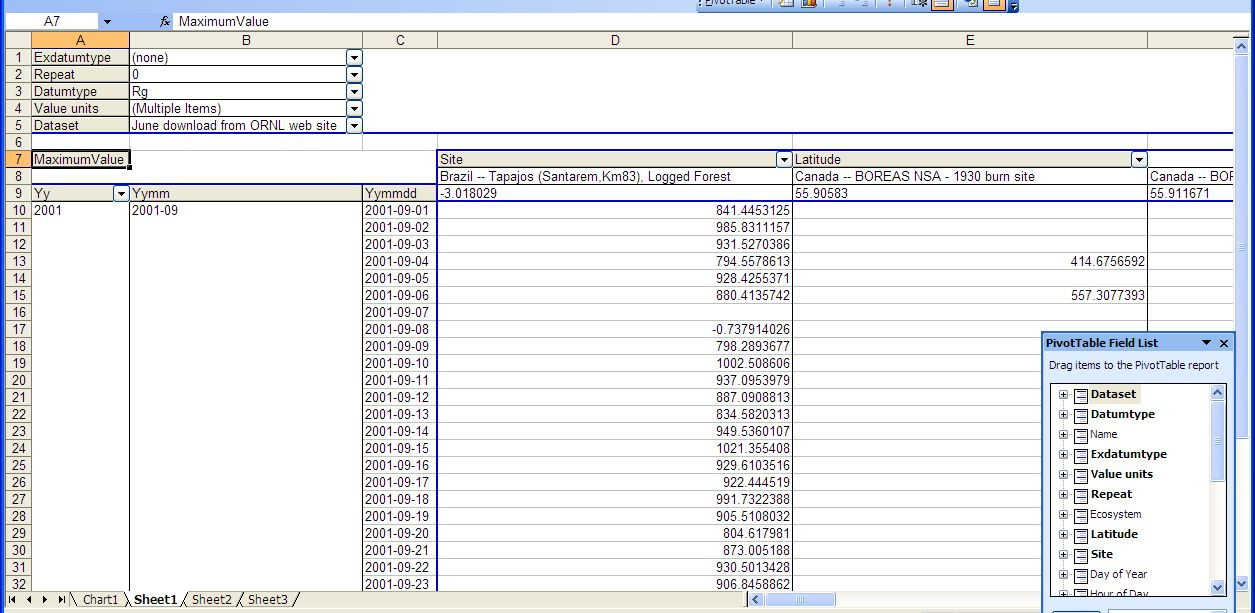 PivotTable
A7 fx MaximumValue
A B C D E
1 Exdatumtype (none)
2 Repeat 0
3 Datumtype Rg
4 Value units (Multiple Items)
5 Dataset June download from ORNL web site
6
7 MaximumValue Site Latitude
8 Brazil -- Tapajos (Santarem,Km83), Logged Forest Canada -- BOREAS NSA - 1930 burn site Canada -- BOR
9 Yy Yymm Yymmdd -3.018029 55.90583 55.911671
10 2001 2001-09 2001-09-01 841.4453125
11 2001-09-02 985.8311157
12 2001-09-03 931.5270386
13 2001-09-04 794.5578613 414.6756592
14 2001-09-05 928.4255371
15 2001-09-06 880.4135742 557.3077393
16 2001-09-07
17 2001-09-08 -0.737914026
18 2001-09-09 798.2893677
19 2001-09-10 1002.508606
20 2001-09-11 937.0953979
21 2001-09-12 887.0908813
22 2001-09-13 834.5820313
23 2001-09-14 949.5360107
24 2001-09-15 1021.355408
25 2001-09-16 929.6103516
26 2001-09-17 922.444519
27 2001-09-18 991.7322388
28 2001-09-19 905.5108032
29 2001-09-20 804.617981
30 2001-09-21 873.005188
31 2001-09-22 930.5013428
32 2001-09-23 906.8458862
PivotTable Field List
Drag items to the PivotTable report
Dataset
Datumtype
Name
Exdatumtype
Value units
Repeat
Ecosystem
Latitude
Site
Day of Year
Hour of Day
Chart1 Sheet1 Sheet2 Sheet3